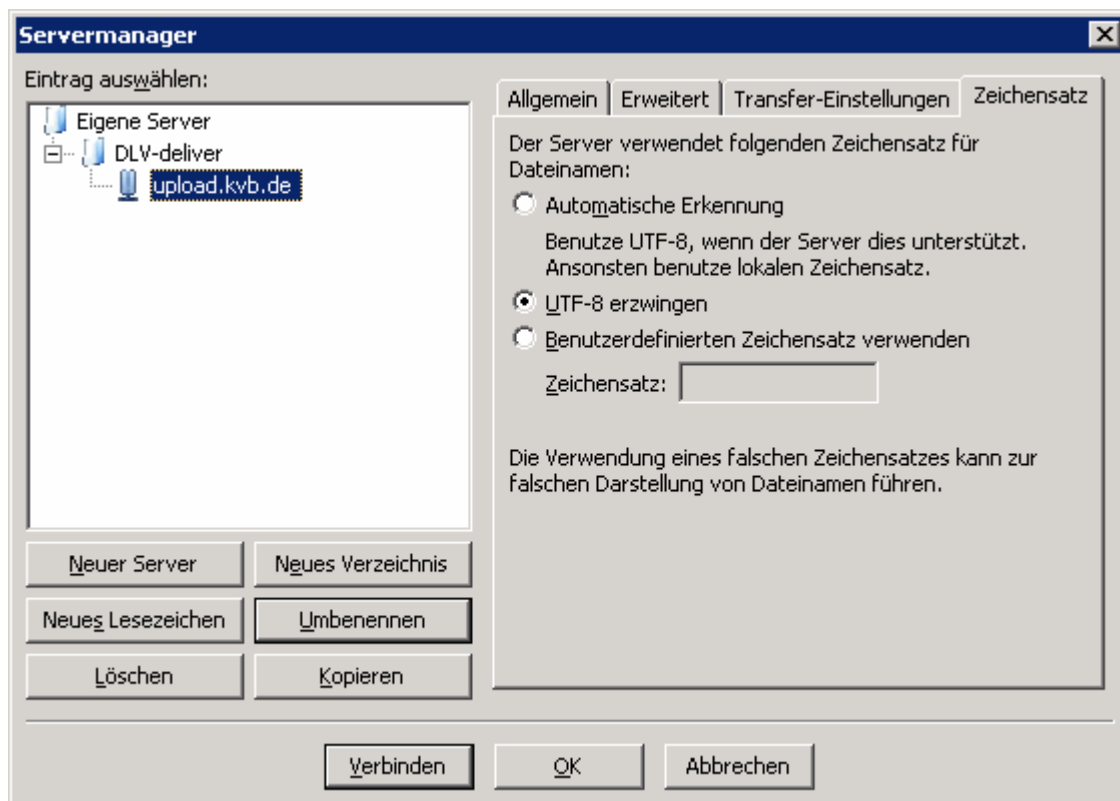 Servermanager
Eintrag auswählen:
Eigene Server
DLV-deliver
upload.kvb.de
Neuer Server
Neues Verzeichnis
Neues Lesezeichen
Umbenennen
Löschen
Kopieren
Allgemein
Erweitert
Transfer-Einstellungen
Zeichensatz
Der Server verwendet folgenden Zeichensatz für
Dateinamen:
Automatische Erkennung
Benutze UTF-8, wenn der Server dies unterstützt.
Ansonsten benutze lokalen Zeichensatz.
UTF-8 erzwingen
Benutzerdefinierten Zeichensatz verwenden
Zeichensatz:
Die Verwendung eines falschen Zeichensatzes kann zur
falschen Darstellung von Dateinamen führen.
Verbinden
OK
Abbrechen